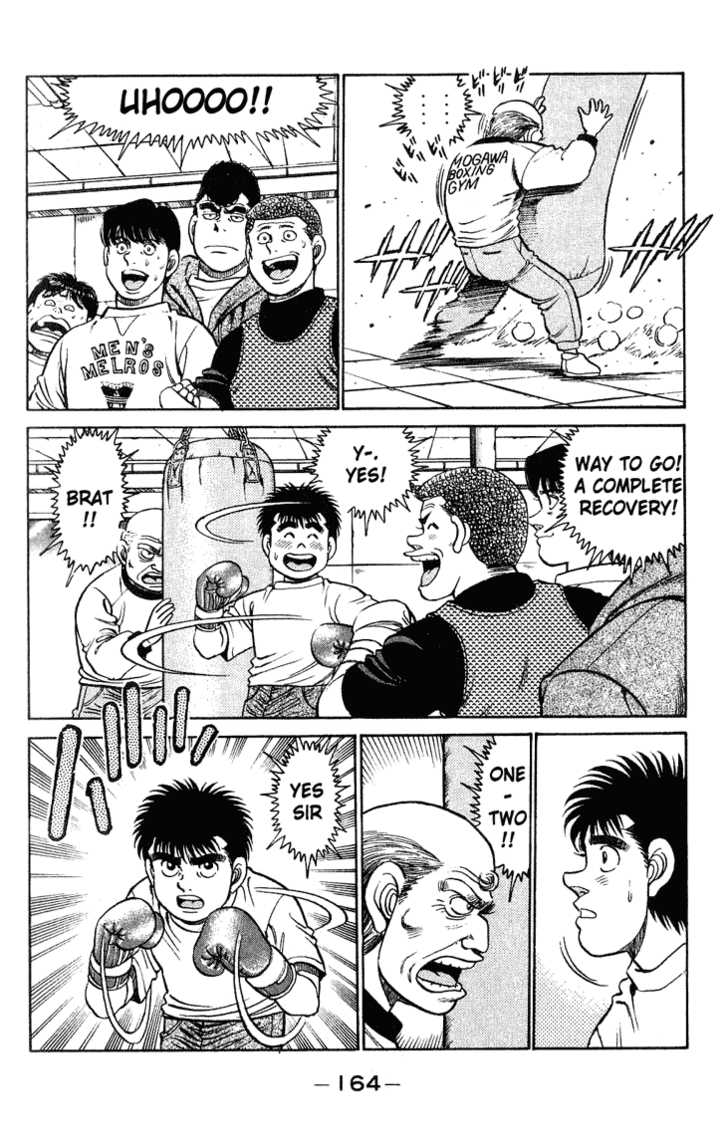 . . .
. . .
MOGAWA
BOXING
GYM
UHOOOO!!
MEN'S
MELROS
WAY TO GO!
A COMPLETE
RECOVERY!
Y-,
YES!
BRAT
!!
ONE
-
TWO
!!
YES
SIR
— 164 —